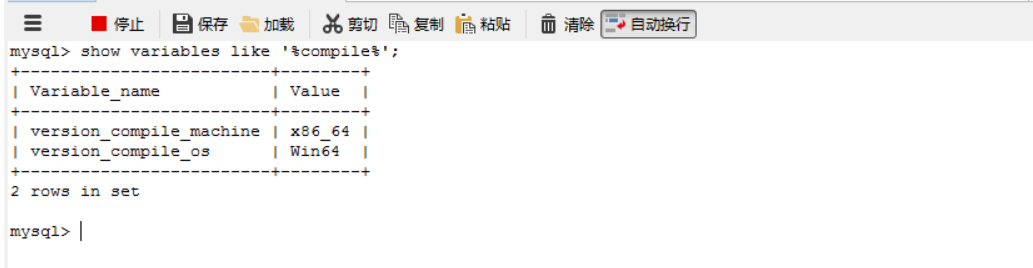 停止 保存 加载 剪切 复制 粘贴 清除 自动换行
mysql> show variables like '%compile%';
+-------------------------+--------+
| Variable_name           | Value  |
+-------------------------+--------+
| version_compile_machine | x86_64 |
| version_compile_os      | Win64  |
+-------------------------+--------+
2 rows in set
mysql>